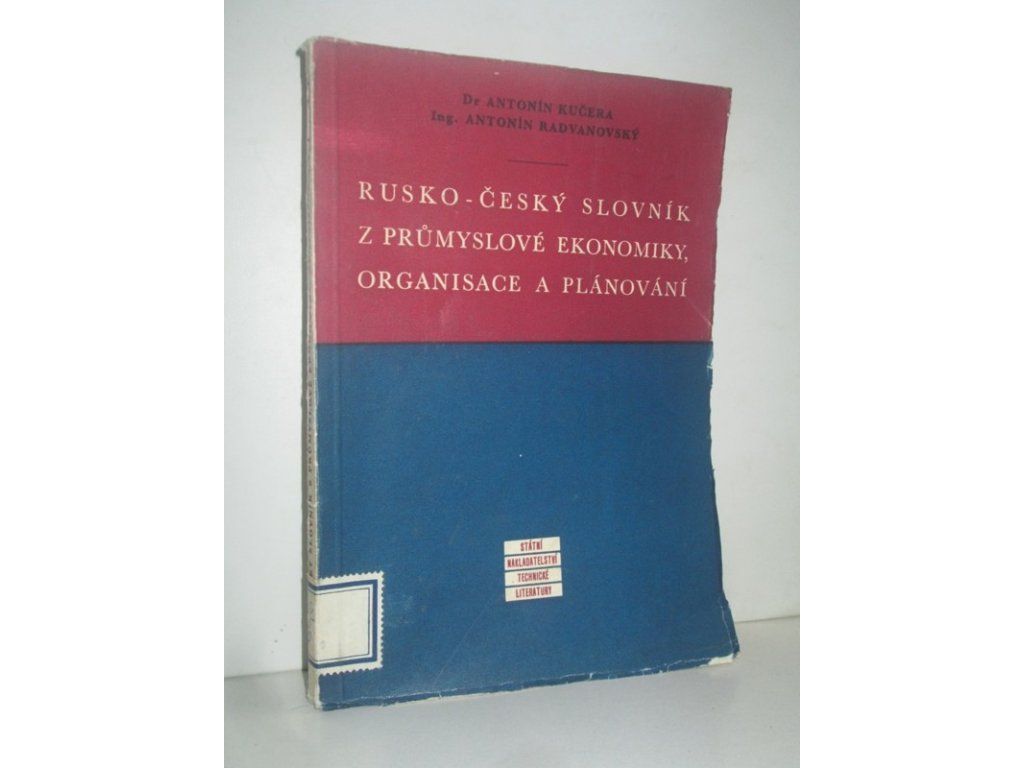 Dr ANTONÍN KUČERA
Ing. ANTONÍN RADVANOVSKÝ
RUSKO-ČESKÝ SLOVNÍK
Z PRŮMYSLOVÉ EKONOMIKY,
ORGANISACE A PLÁNOVÁNÍ
STÁTNÍ
NAKLADATELSTVÍ
TECHNICKÉ
LITERATURY